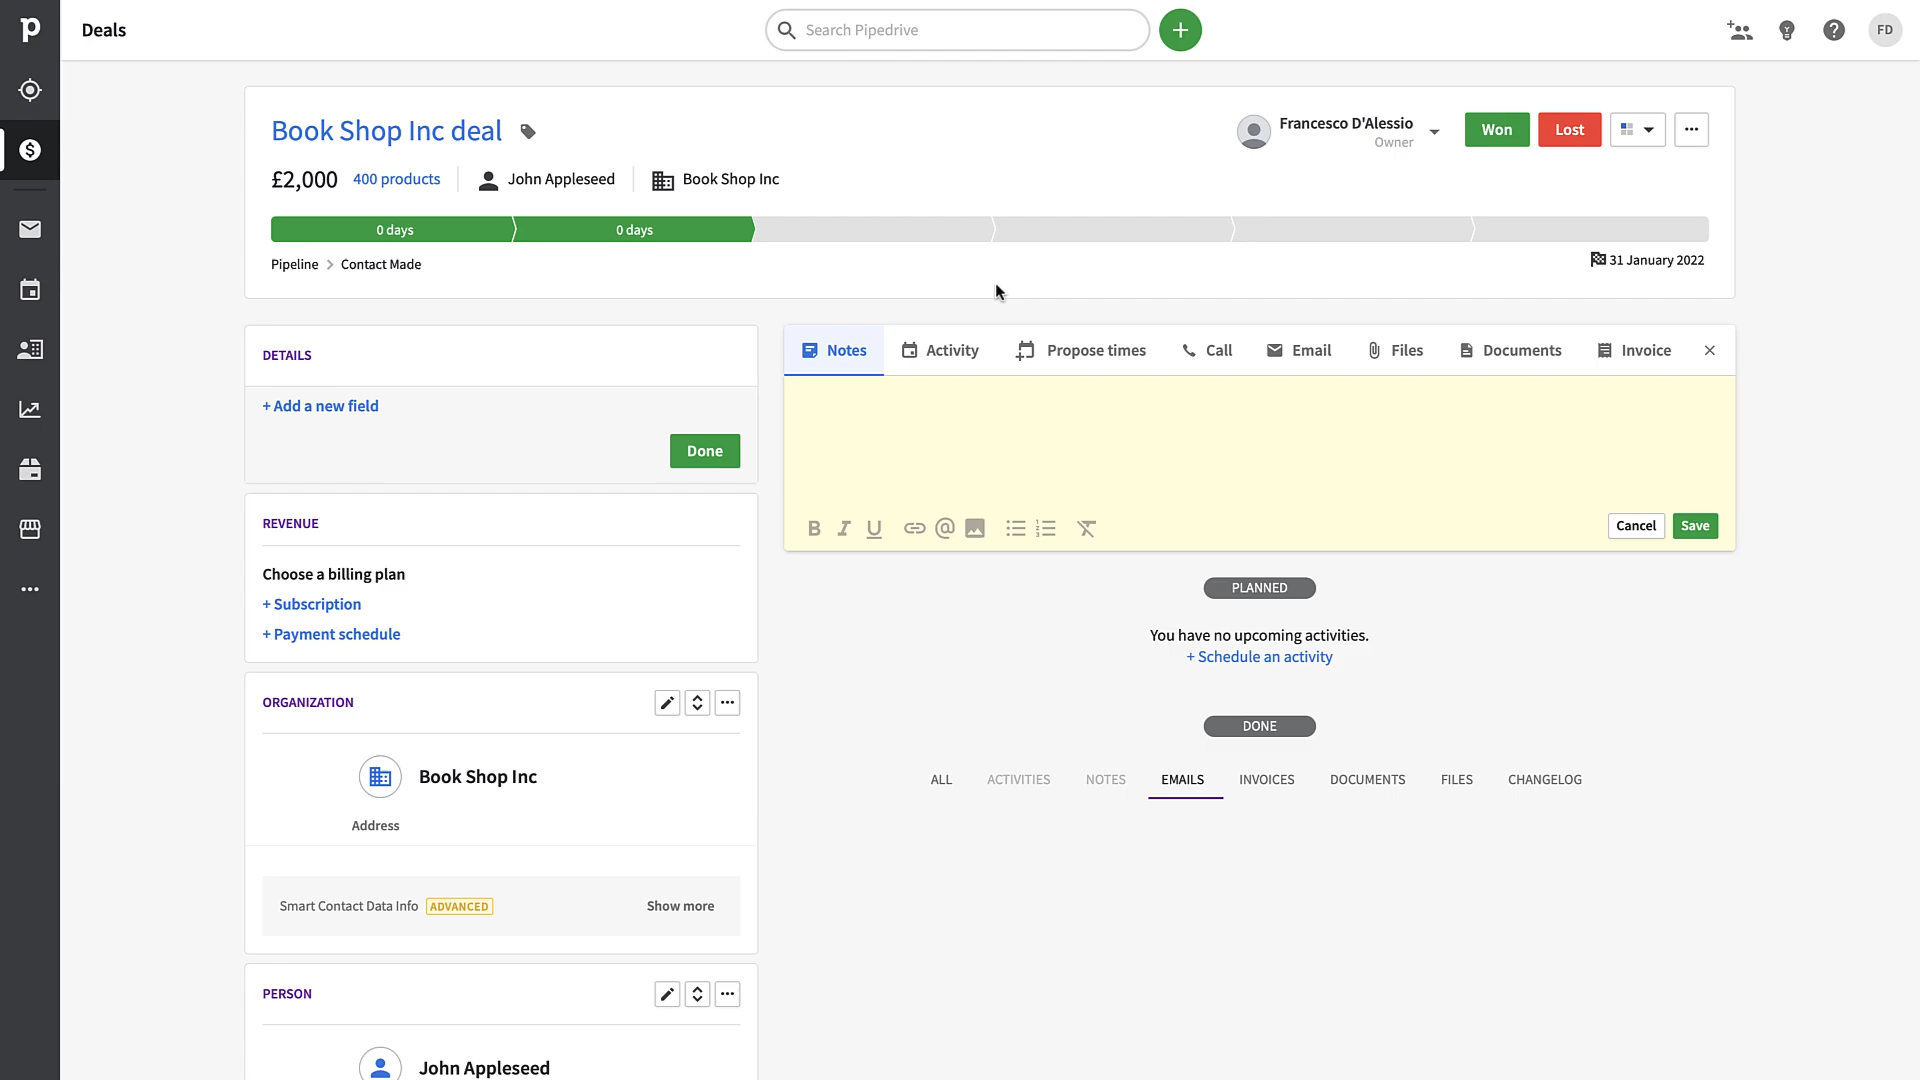 Deals
Search Pipedrive
FD
Book Shop Inc deal
Francesco D'Alessio
Owner
Won
Lost
£2,000 400 products John Appleseed Book Shop Inc
0 days 0 days
Pipeline Contact Made
31 January 2022
DETAILS
+ Add a new field
Done
Notes Activity Propose times Call Email Files Documents Invoice
Cancel Save
REVENUE
Choose a billing plan
+ Subscription
+ Payment schedule
PLANNED
You have no upcoming activities.
+ Schedule an activity
ORGANIZATION
Book Shop Inc
Address
Smart Contact Data Info ADVANCED Show more
DONE
ALL ACTIVITIES NOTES EMAILS INVOICES DOCUMENTS FILES CHANGELOG
PERSON
John Appleseed